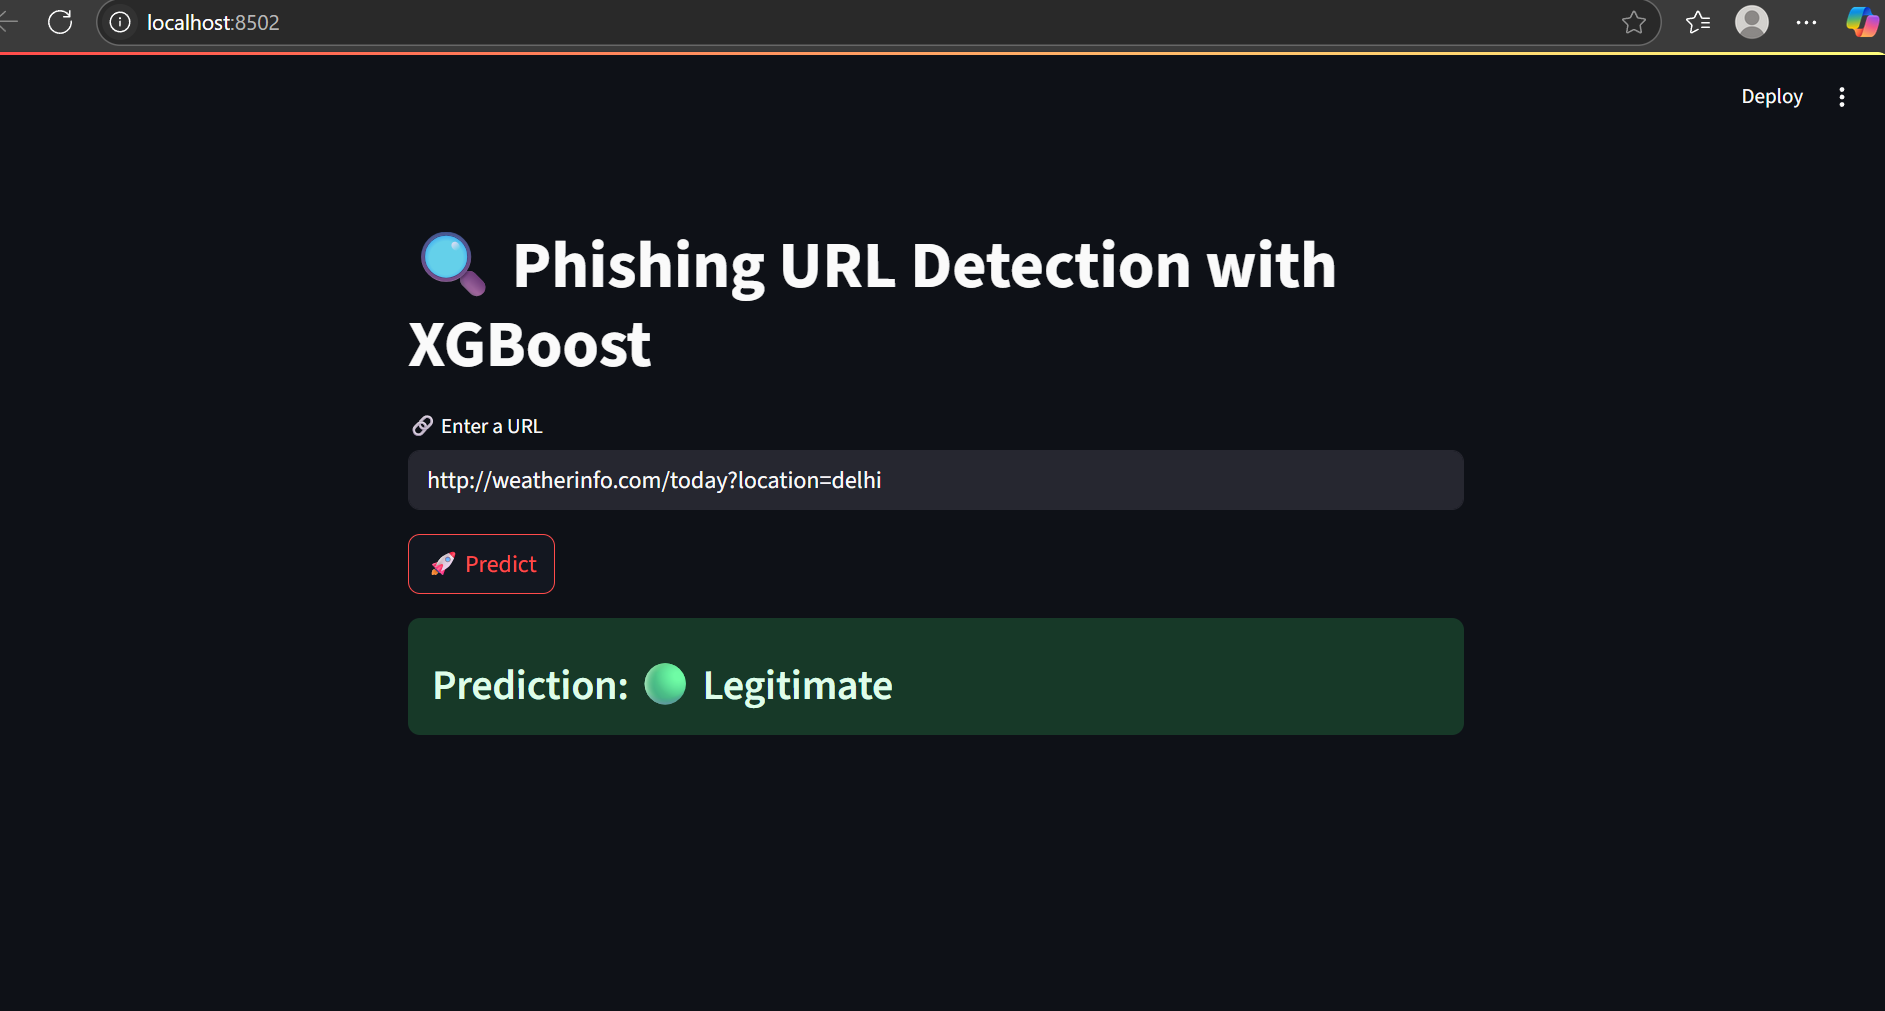 localhost:8502
Deploy
🔍 Phishing URL Detection with
XGBoost
🔗 Enter a URL
http://weatherinfo.com/today?location=delhi
🚀 Predict
Prediction: 🟢 Legitimate